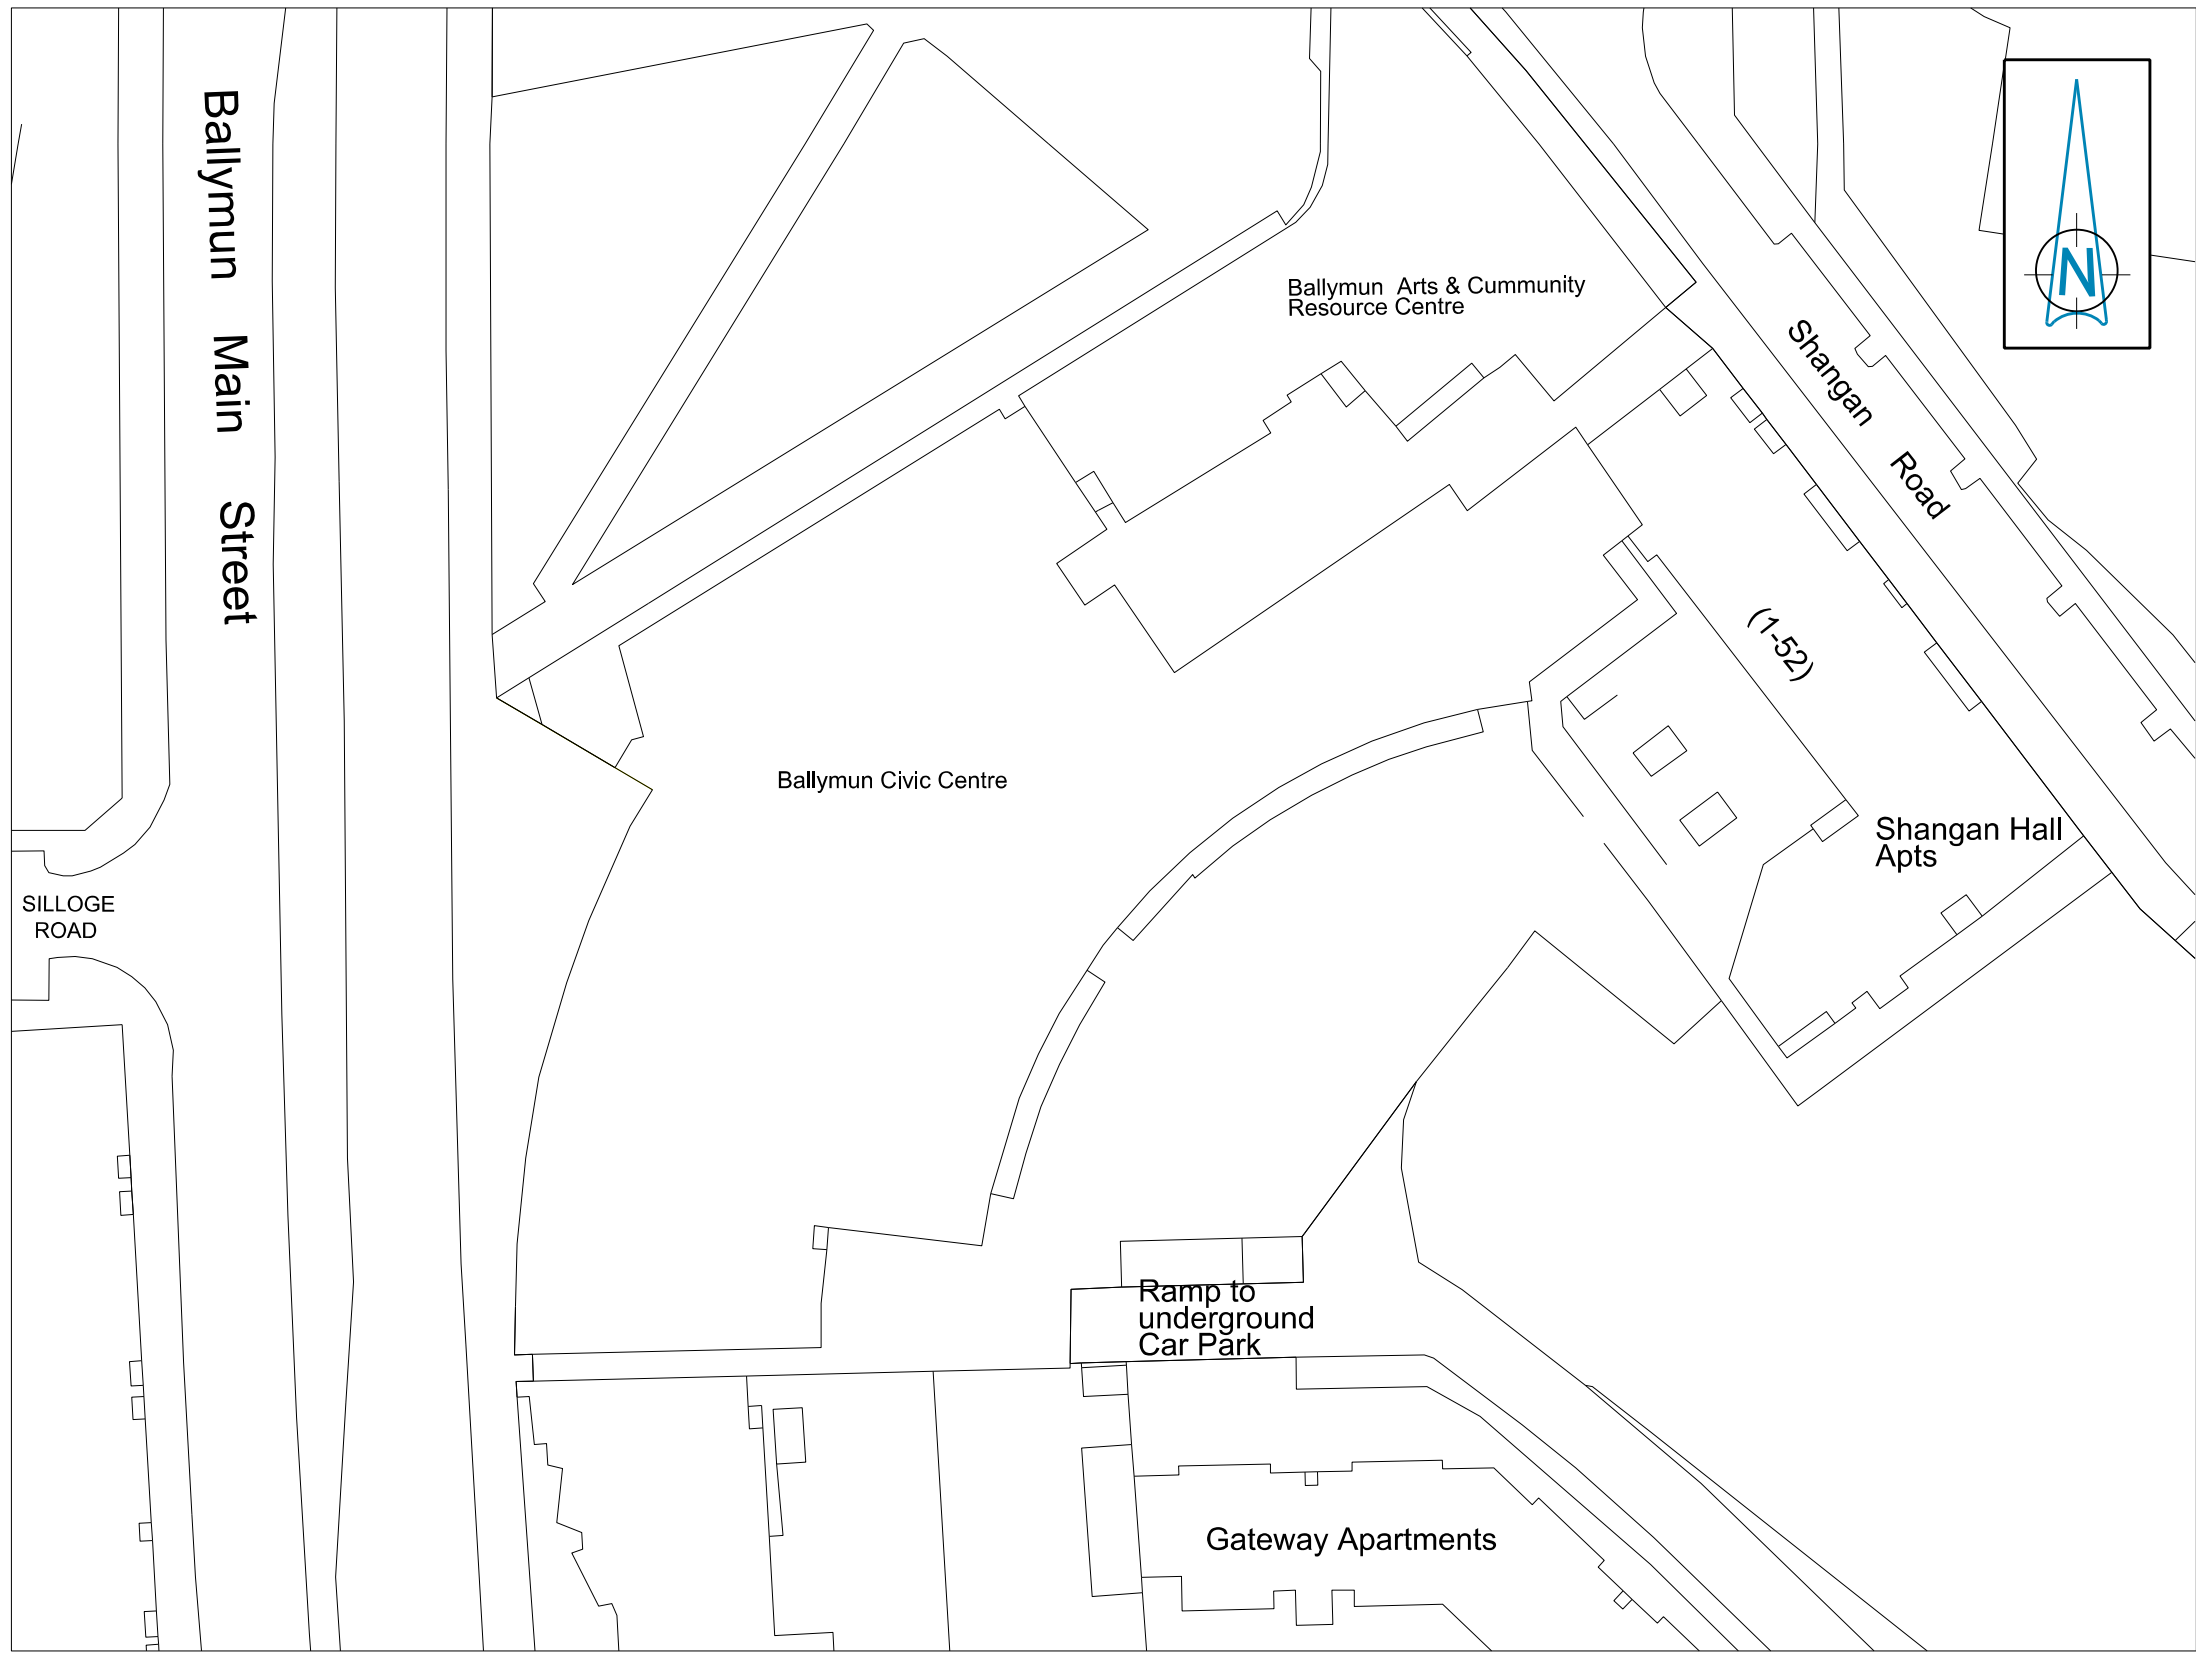 Ballymun Main Street
Ballymun Arts & Cummunity
Resource Centre
Shangan Road
N
(1-52)
Ballymun Civic Centre
Shangan Hall
Apts
SILLOGE
ROAD
Ramp to
underground
Car Park
Gateway Apartments